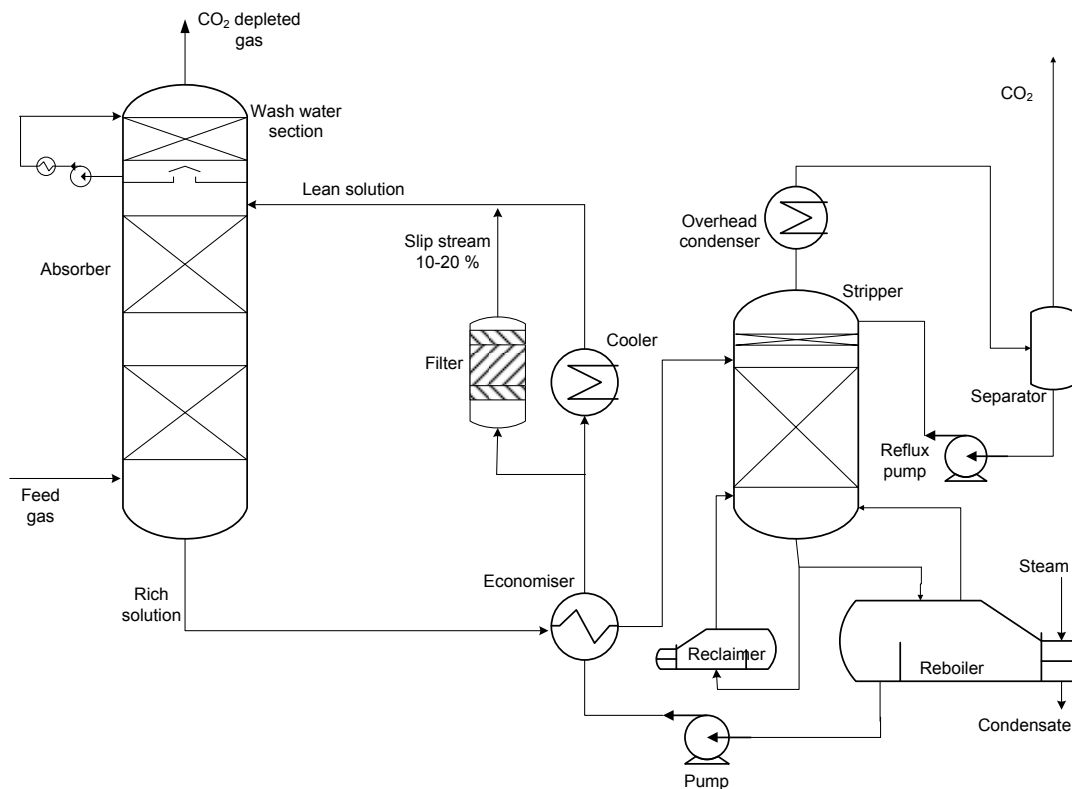 CO₂ depleted
gas
Wash water
section
CO₂
Lean solution
Overhead
condenser
Slip stream
10-20 %
Absorber
Stripper
Cooler
Filter
Separator
Reflux
pump
Feed
gas
Economiser
Steam
Rich
solution
Reclaimer
Reboiler
Condensate
Pump